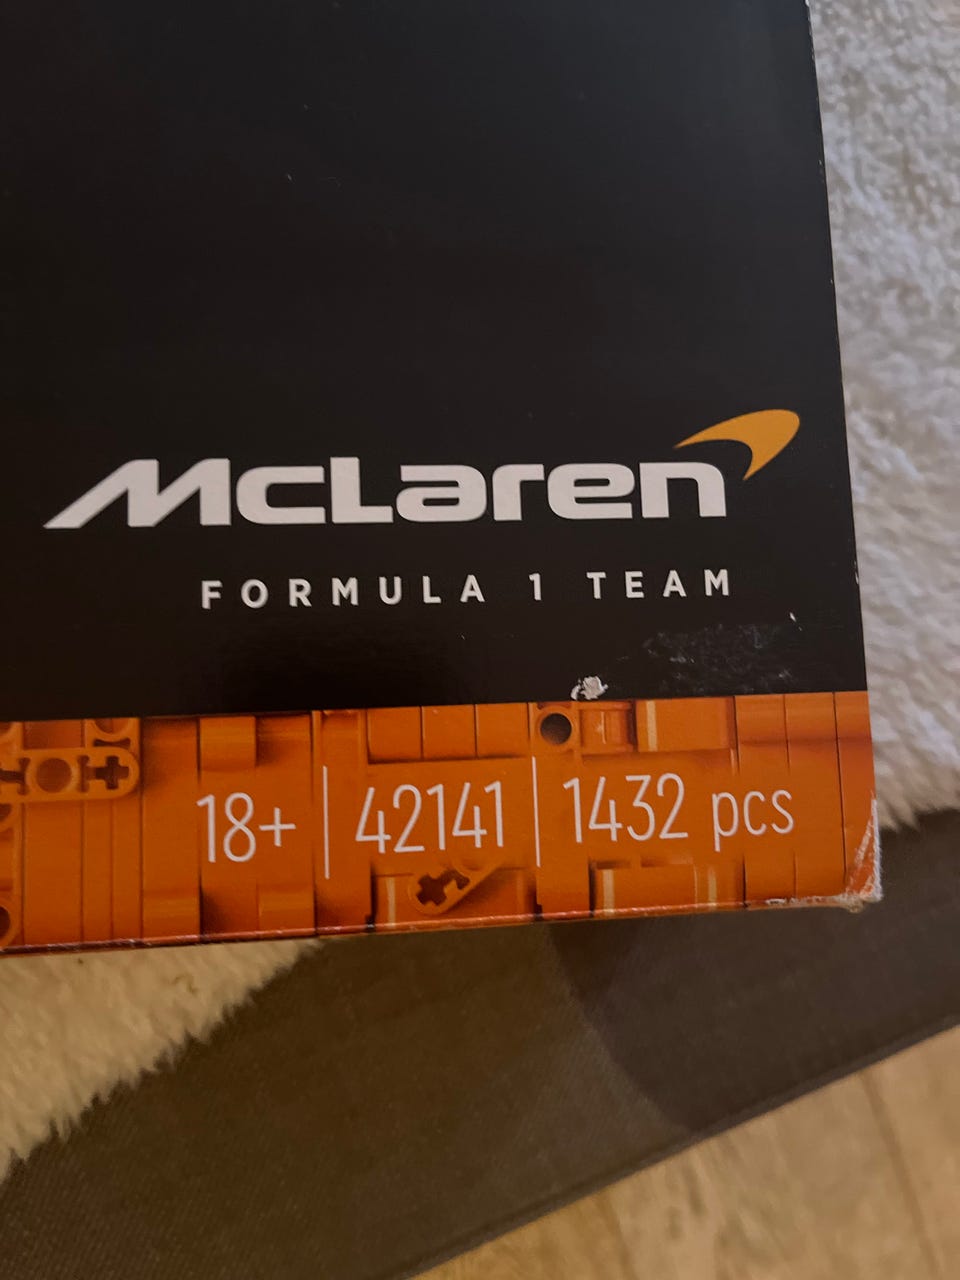 McLaren
FORMULA 1 TEAM
18+ | 42141 | 1432 pcs